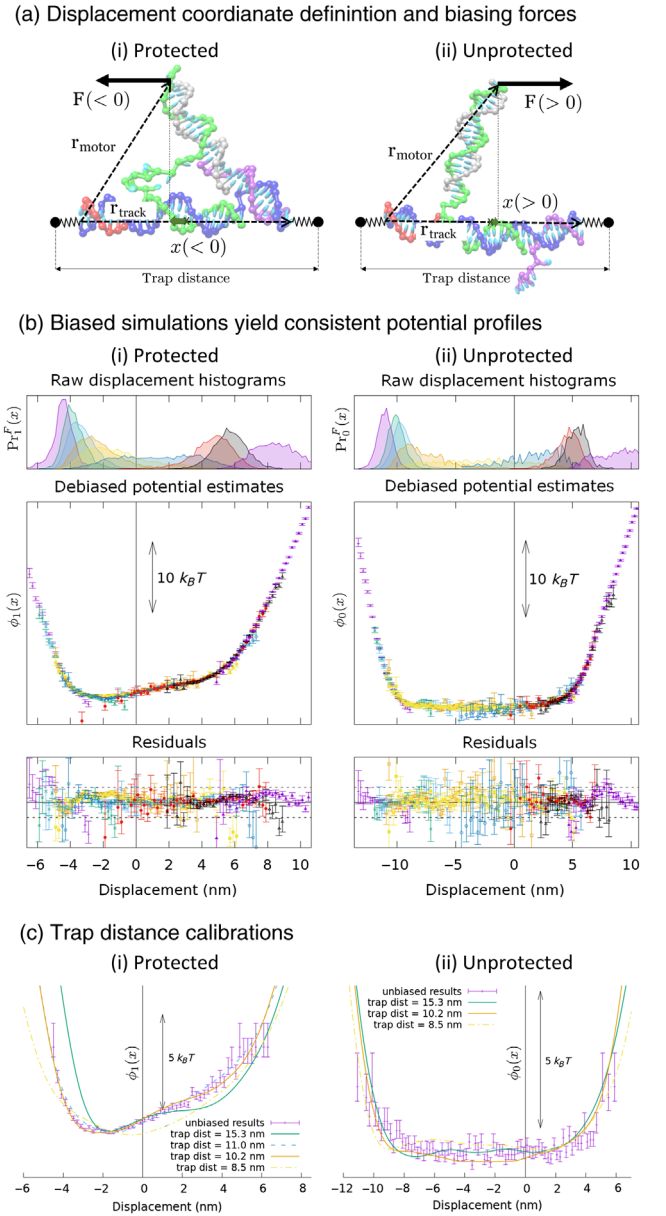 (a) Displacement coordianate definintion and biasing forces
(i) Protected
(ii) Unprotected
F(< 0)
F(> 0)
r_motor
r_motor
r_track
x(< 0)
x(> 0)
r_track
Trap distance
Trap distance
(b) Biased simulations yield consistent potential profiles
(i) Protected
(ii) Unprotected
Raw displacement histograms
Raw displacement histograms
Pr₁^F(x)
Pr₀^F(x)
Debiased potential estimates
Debiased potential estimates
10 k_BT
10 k_BT
ϕ₁(x)
ϕ₀(x)
Residuals
Residuals
-6 -4 -2 0 2 4 6 8 10
-10 -5 0 5 10
Displacement (nm)
Displacement (nm)
(c) Trap distance calibrations
(i) Protected
(ii) Unprotected
ϕ₁(x)
5 k_BT
unbiased results
trap dist = 15.3 nm
trap dist = 11.0 nm
trap dist = 10.2 nm
trap dist = 8.5 nm
unbiased results
trap dist = 15.3 nm
trap dist = 10.2 nm
trap dist = 8.5 nm
ϕ₀(x)
5 k_BT
-6 -4 -2 0 2 4 6 8
-12 -10 -8 -6 -4 -2 0 2 4 6
Displacement (nm)
Displacement (nm)